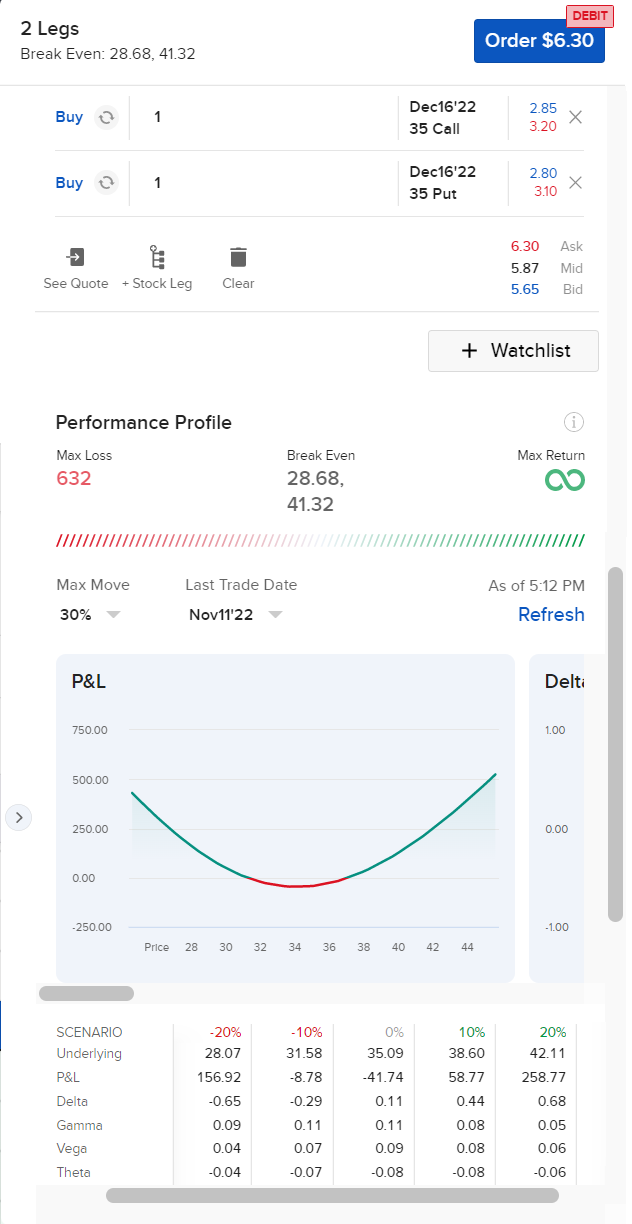 2 Legs
DEBIT
Order $6.30
Break Even: 28.68, 41.32
Buy 1 Dec16'22 2.85
35 Call 3.20
Buy 1 Dec16'22 2.80
35 Put 3.10
6.30 Ask
5.87 Mid
5.65 Bid
See Quote + Stock Leg Clear
+ Watchlist
Performance Profile
Max Loss Break Even Max Return
632 28.68,
41.32
Max Move Last Trade Date As of 5:12 PM
30% Nov11'22 Refresh
P&L
750.00
500.00
250.00
0.00
-250.00
Price 28 30 32 34 36 38 40 42 44
Delta
1.00
0.00
-1.00
SCENARIO -20% -10% 0% 10% 20%
Underlying 28.07 31.58 35.09 38.60 42.11
P&L 156.92 -8.78 -41.74 58.77 258.77
Delta -0.65 -0.29 0.11 0.44 0.68
Gamma 0.09 0.11 0.11 0.08 0.05
Vega 0.04 0.07 0.09 0.08 0.06
Theta -0.04 -0.07 -0.08 -0.08 -0.06